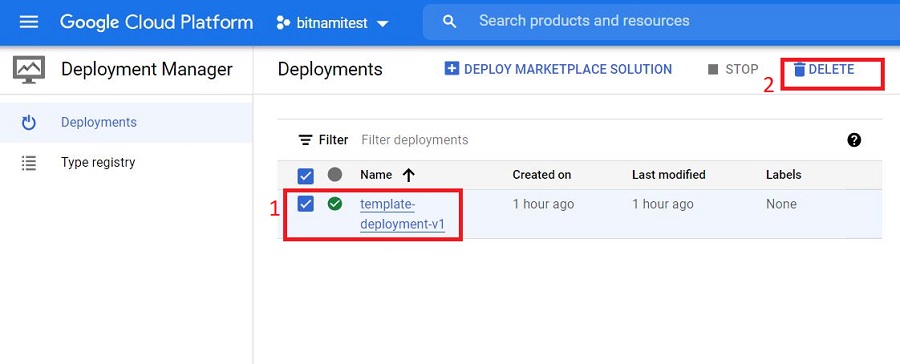 Google Cloud Platform bitnamitest Search products and resources
Deployment Manager Deployments DEPLOY MARKETPLACE SOLUTION STOP DELETE
2
Deployments
Type registry
Filter Filter deployments
Name Created on Last modified Labels
1 template- 1 hour ago 1 hour ago None
deployment-v1